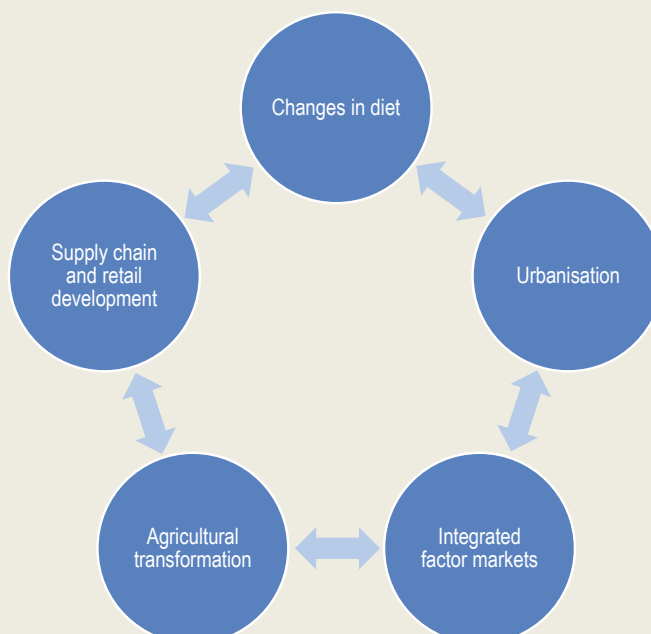 Changes in diet
Supply chain
and retail
development
Urbanisation
Agricultural
transformation
Integrated
factor markets